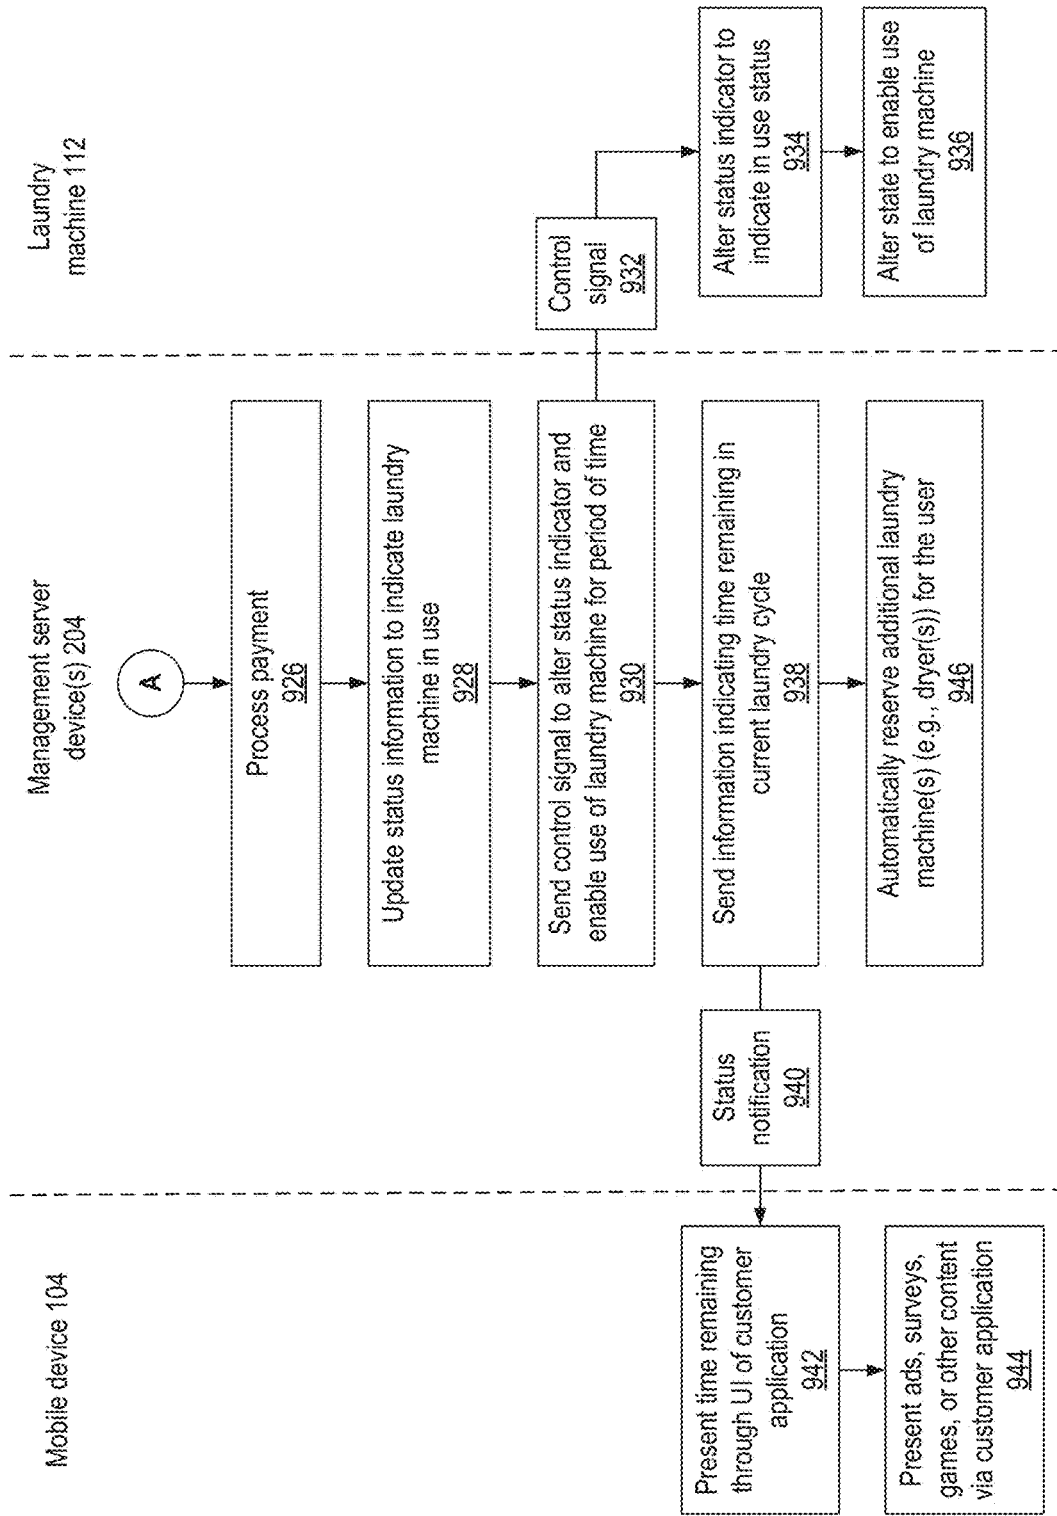 Mobile device 104
Management server
device(s) 204
Laundry
machine 112
A
Process payment
926
Update status information to indicate laundry
machine in use
928
Send control signal to alter status indicator and
enable use of laundry machine for period of time
930
Control
signal
932
Alter status indicator to
indicate in use status
934
Alter state to enable use
of laundry machine
936
Send information indicating time remaining in
current laundry cycle
938
Status
notification
940
Present time remaining
through UI of customer
application
942
Present ads, surveys,
games, or other content
via customer application
944
Automatically reserve additional laundry
machine(s) (e.g., dryer(s)) for the user
946